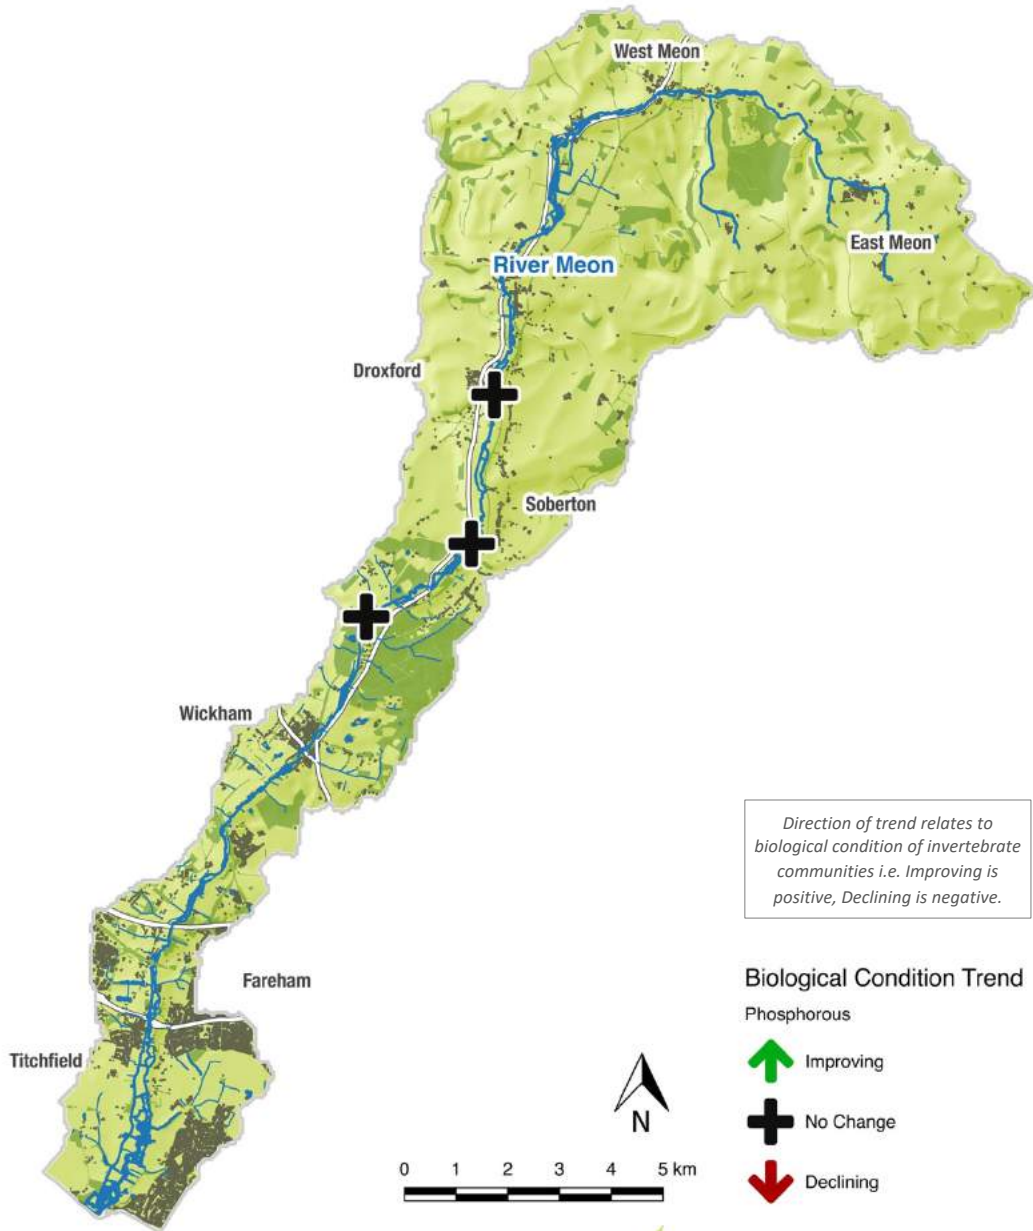 West Meon
East Meon
River Meon
Droxford
Soberton
Wickham
Direction of trend relates to
biological condition of invertebrate
communities i.e. Improving is
positive, Declining is negative.
Fareham
Biological Condition Trend
Phosphorous
Titchfield
Improving
N
No Change
0 1 2 3 4 5 km
Declining